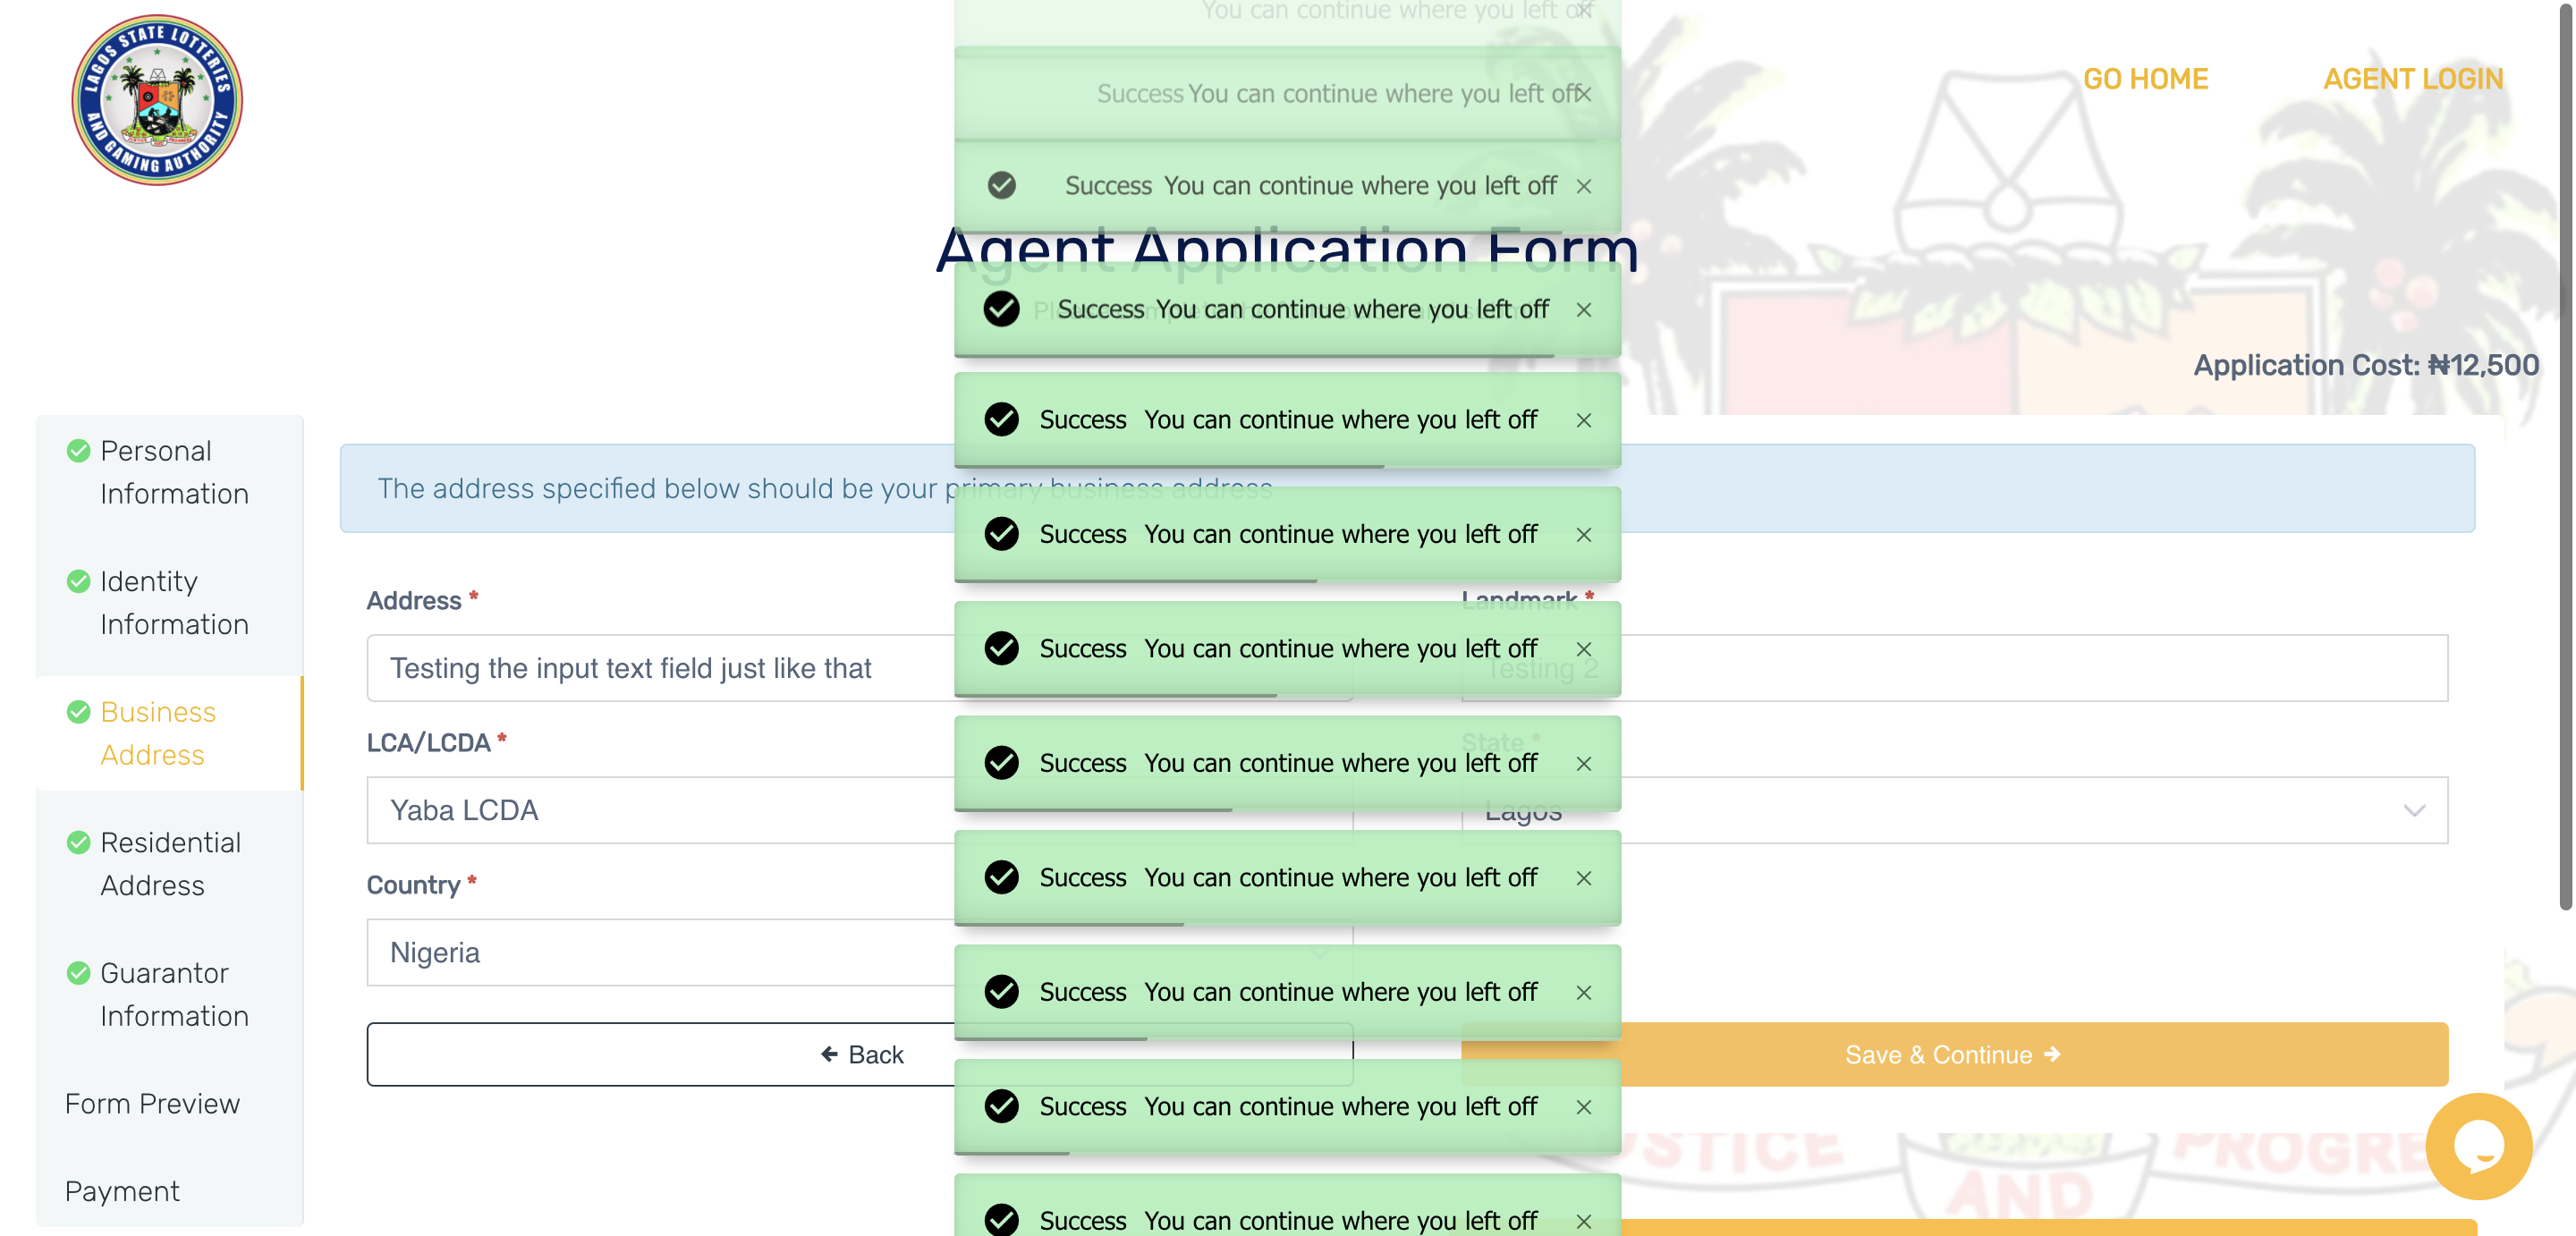 LAGOS STATE LOTTERIES
AND GAMING AUTHORITY
GO HOME
AGENT LOGIN
You can continue where you left off
Success You can continue where you left off
Success You can continue where you left off
Agent Application Form
Success You can continue where you left off
Application Cost: ₦12,500
Success You can continue where you left off
The address specified below should be your primary business address
Success You can continue where you left off
Personal
Information
Identity
Information
Business
Address
Residential
Address
Guarantor
Information
Form Preview
Payment
Address *
Landmark *
Testing the input text field just like that
Testing 2
Success You can continue where you left off
LCA/LCDA *
State *
Success You can continue where you left off
Yaba LCDA
Lagos
Country *
Success You can continue where you left off
Nigeria
Success You can continue where you left off
Back
Save & Continue
Success You can continue where you left off
Success You can continue where you left off
AND